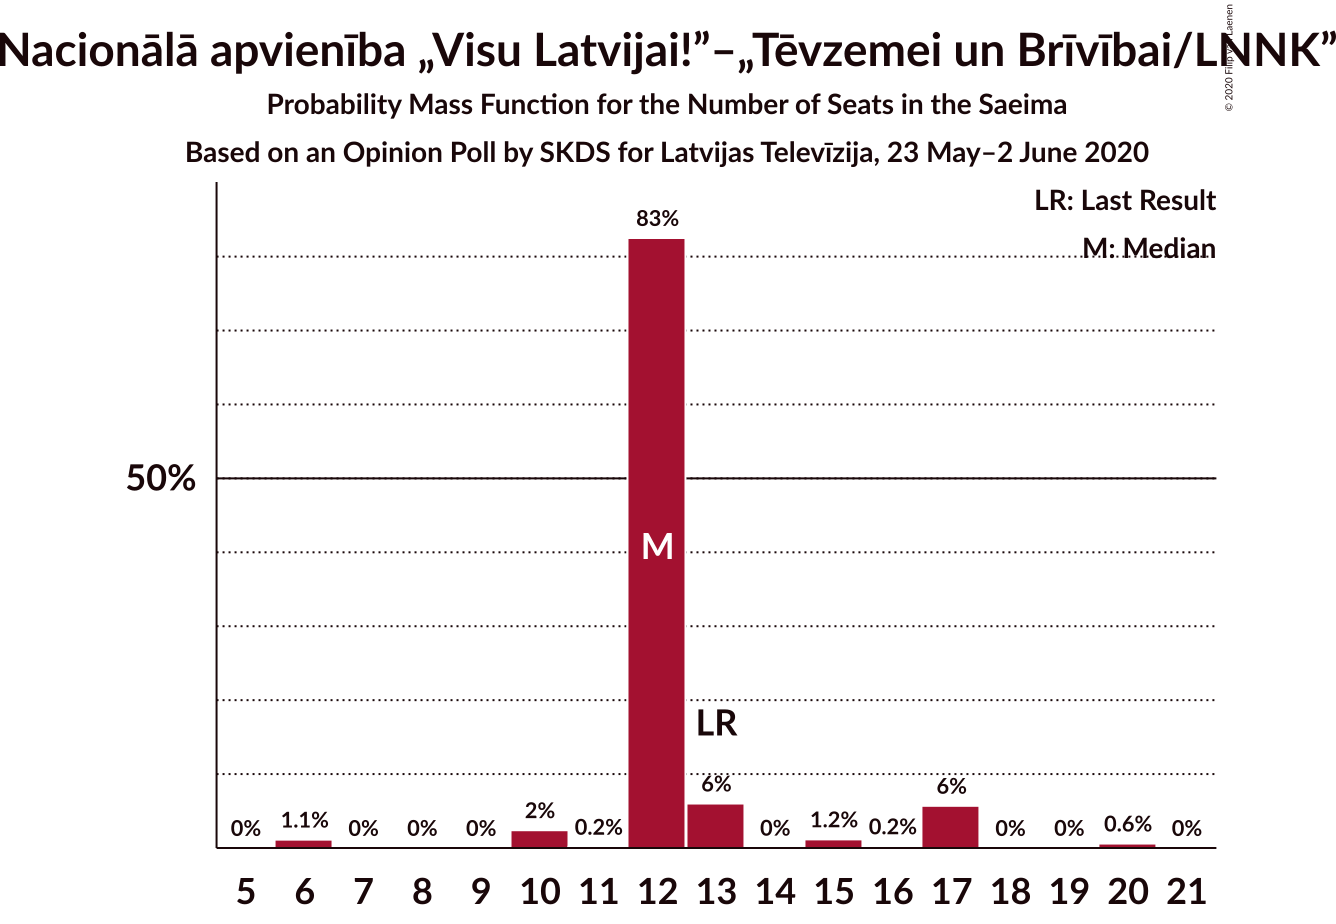 Nacionālā apvienība „Visu Latvijai!”–„Tēvzemei un Brīvībai/LNNK”
© 2020 Filip van Laenen
Probability Mass Function for the Number of Seats in the Saeima
Based on an Opinion Poll by SKDS for Latvijas Televīzija, 23 May–2 June 2020
LR: Last Result
M: Median
83%
50%
M
LR
0% 1.1% 0% 0% 0% 2% 0.2% 6% 0% 1.2% 0.2% 6% 0% 0% 0.6% 0%
5 6 7 8 9 10 11 12 13 14 15 16 17 18 19 20 21